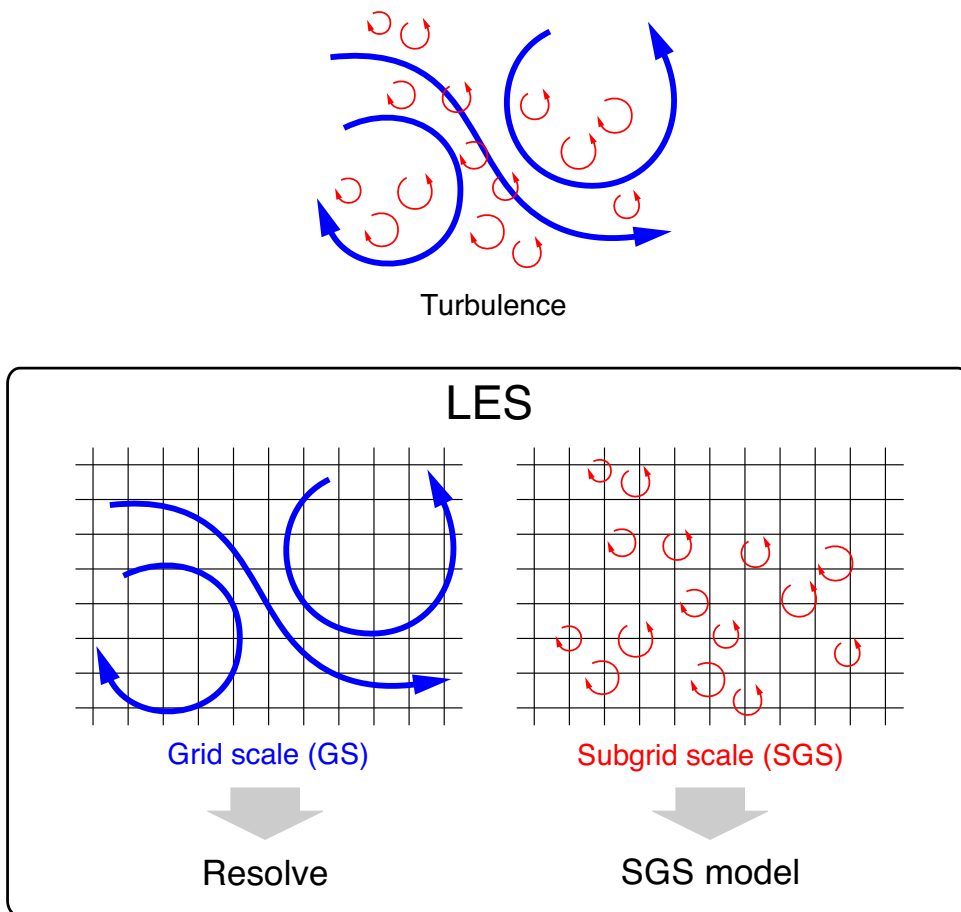 Turbulence
LES
Grid scale (GS)
Subgrid scale (SGS)
Resolve
SGS model